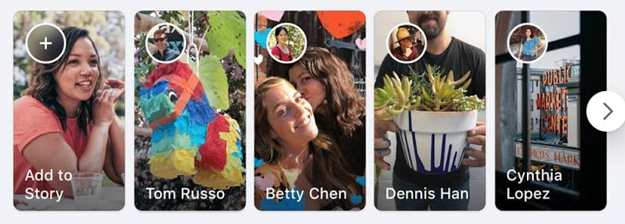 Add to
Story
Tom Russo
Betty Chen
Dennis Han
Cynthia
Lopez
PUBLIC
MARKET
CENTER